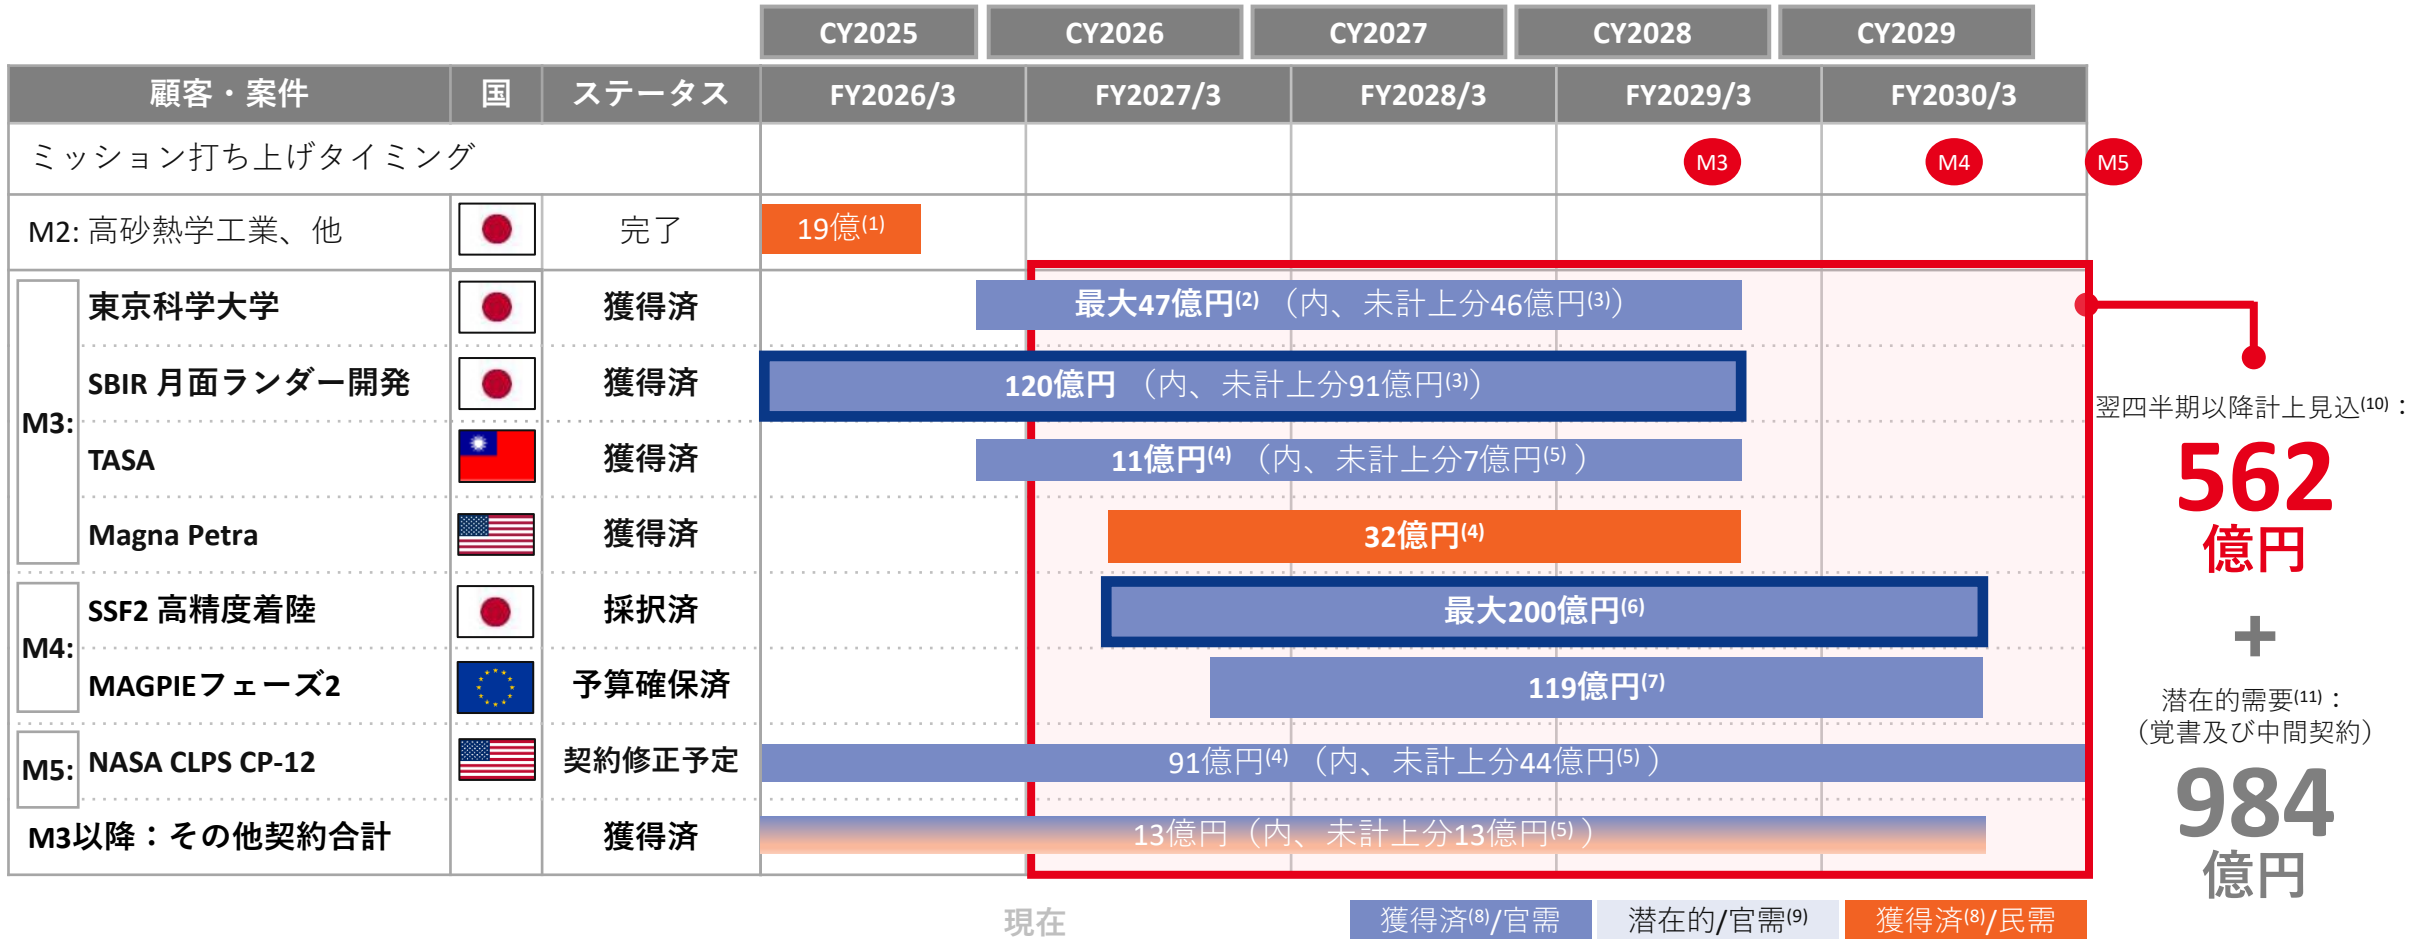 CY2025 CY2026 CY2027 CY2028 CY2029
顧客・案件 国 ステータス FY2026/3 FY2027/3 FY2028/3 FY2029/3 FY2030/3
ミッション打ち上げタイミング M3 M4 M5
M2: 高砂熱学工業、他 完了 19億(1)
M3:
東京科学大学 獲得済 最大47億円(2) （内、未計上分46億円(3)）
SBIR 月面ランダー開発 獲得済 120億円 （内、未計上分91億円(3)）
TASA 獲得済 11億円(4) （内、未計上分7億円(5) ）
Magna Petra 獲得済 32億円(4)
M4:
SSF2 高精度着陸 採択済 最大200億円(6)
MAGPIEフェーズ2 予算確保済 119億円(7)
M5: NASA CLPS CP-12 契約修正予定 91億円(4) （内、未計上分44億円(5) ）
M3以降：その他契約合計 獲得済 13億円（内、未計上分13億円(5) ）
翌四半期以降計上見込(10)：
562
億円
+
潜在的需要(11)：
（覚書及び中間契約）
984
億円
現在
獲得済(8)/官需 潜在的/官需(9) 獲得済(8)/民需